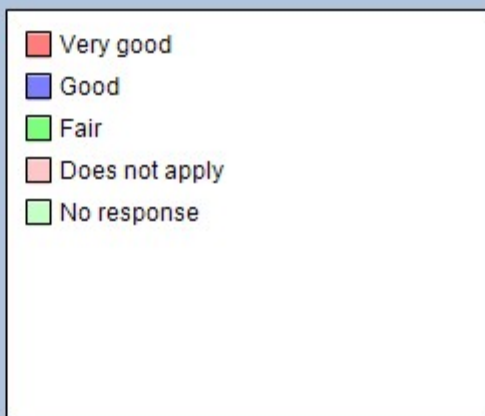 Very good
Good
Fair
Does not apply
No response